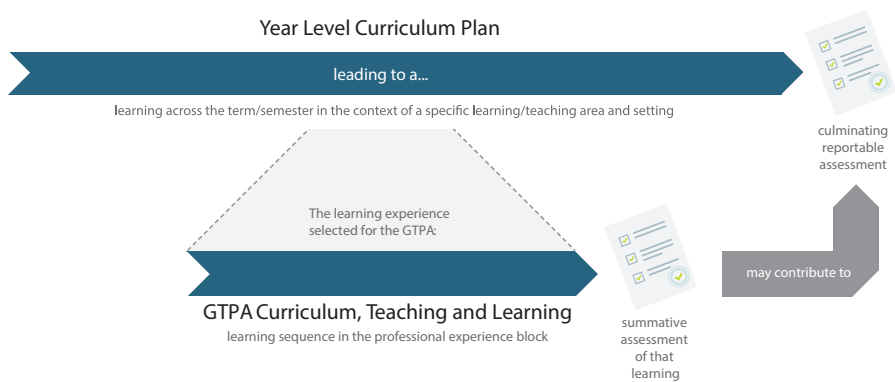 Year Level Curriculum Plan
leading to a...
learning across the term/semester in the context of a specific learning/teaching area and setting
culminating
reportable
assessment
The learning experience
selected for the GTPA:
may contribute to
GTPA Curriculum, Teaching and Learning
learning sequence in the professional experience block
summative
assessment
of that
learning